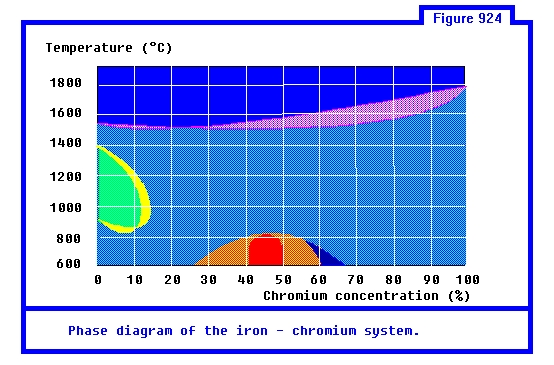 Figure 924
Temperature (°C)
1800
1600
1400
1200
1000
800
600
0 10 20 30 40 50 60 70 80 90 100
Chromium concentration (%)
Phase diagram of the iron - chromium system.